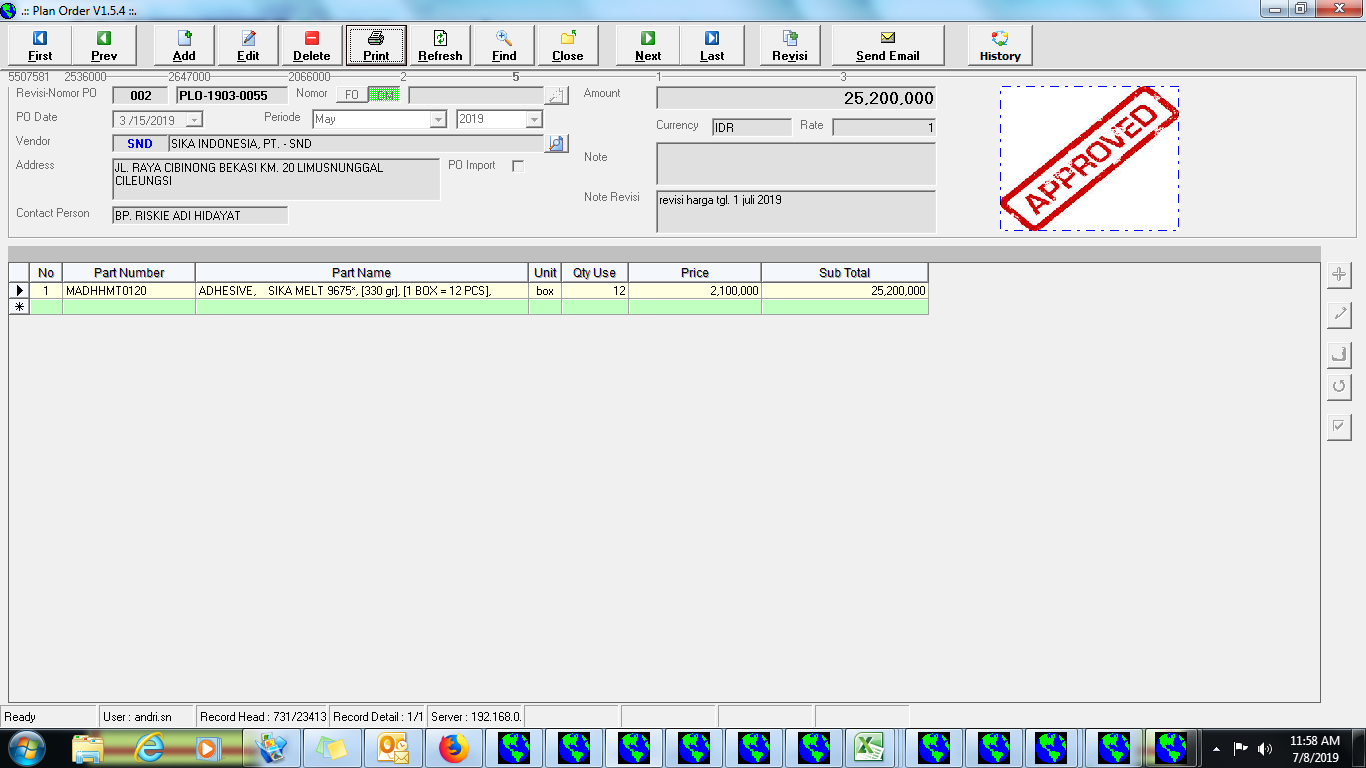 .:: Plan Order V1.5.4 ::.
First Prev Add Edit Delete Print Refresh Find Close Next Last Revisi Send Email History
5507581 2536000 2647000 2066000 2 5 1 3
Revisi-Nomor PO 002 PLO-1903-0055 Nomor FO DM
PO Date 3 /15/2019 Periode May 2019
Vendor SND SIKA INDONESIA, PT. - SND
Address JL. RAYA CIBINONG BEKASI KM. 20 LIMUSNUNGGAL
CILEUNGSI
PO Import
Contact Person BP. RISKIE ADI HIDAYAT
Amount 25,200,000
Currency IDR Rate 1
Note
Note Revisi revisi harga tgl. 1 juli 2019
APPROVED
No Part Number Part Name Unit Qty Use Price Sub Total
1 MADHHMT0120 ADHESIVE, SIKA MELT 9675*, [330 gr], [1 BOX = 12 PCS], box 12 2,100,000 25,200,000
Ready User : andri.sn Record Head : 731/23413 Record Detail : 1/1 Server : 192.168.0.
11:58 AM
7/8/2019